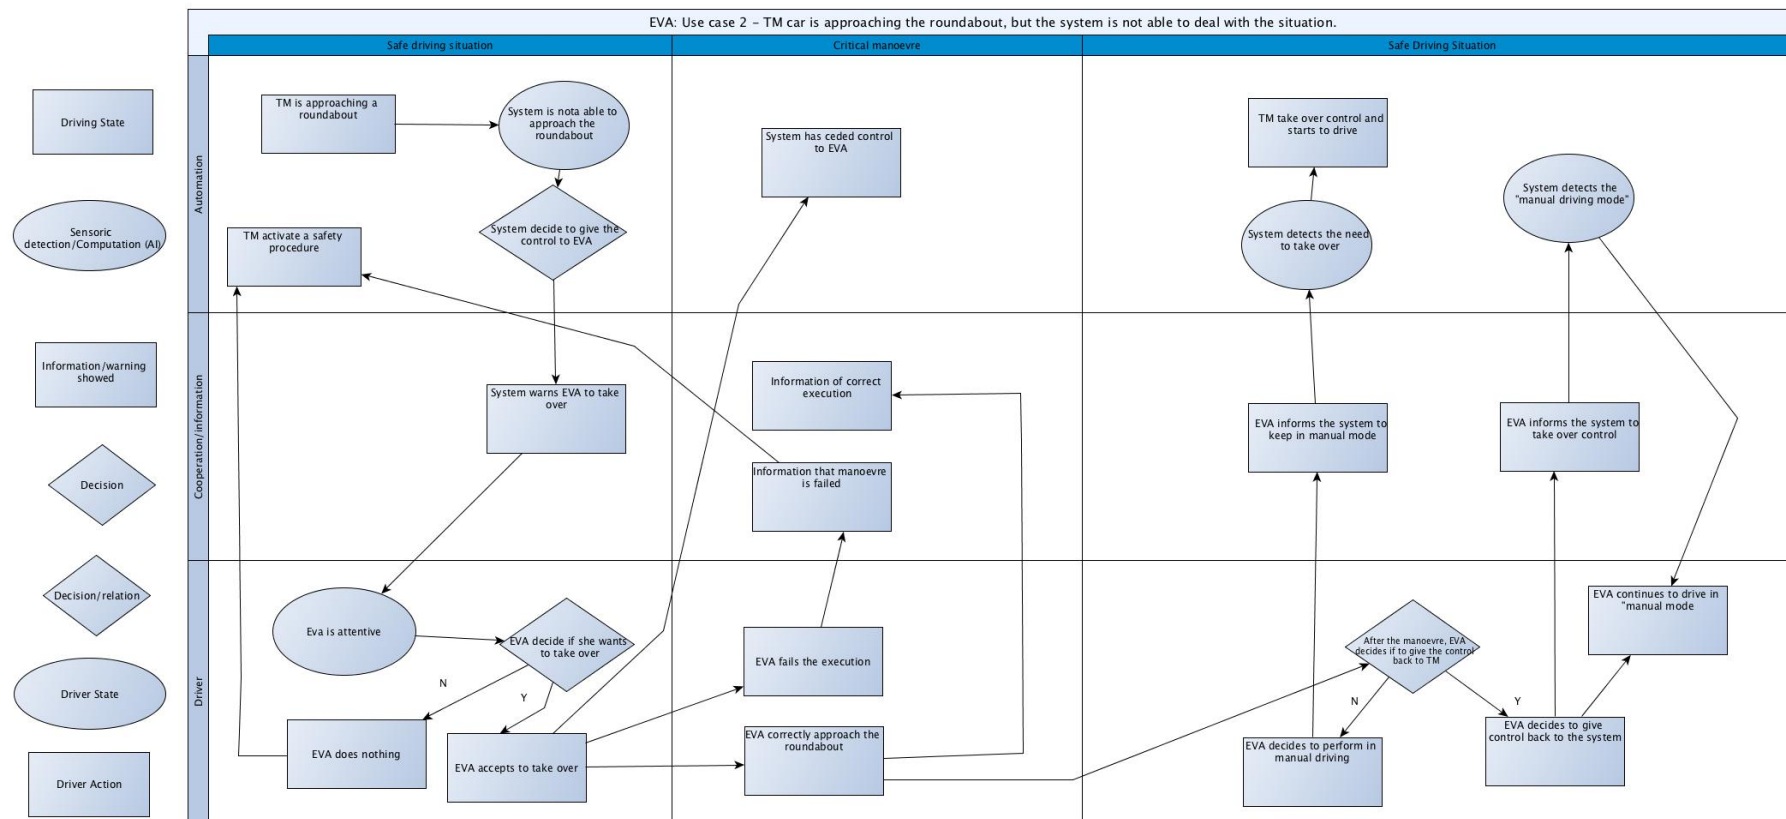 EVA: Use case 2 - TM car is approaching the roundabout, but the system is not able to deal with the situation.
Safe driving situation
Critical manoevre
Safe Driving Situation
Driving State
Sensoric
detection/Computation (AI)
Information/warning
showed
Decision
Decision/relation
Driver State
Driver Action
Automation
TM is approaching a
roundabout
System is nota able to
approach the
roundabout
System decide to give the
control to EVA
TM activate a safety
procedure
System has ceded control
to EVA
TM take over control and
starts to drive
System detects the need
to take over
System detects the
"manual driving mode"
Cooperation/information
System warns EVA to take
over
Information of correct
execution
Information that manoevre
is failed
EVA informs the system to
keep in manual mode
EVA informs the system to
take over control
Driver
Eva is attentive
EVA decide if she wants
to take over
N
Y
EVA does nothing
EVA accepts to take over
EVA fails the execution
EVA correctly approach the
roundabout
After the manoevre, EVA
decides if to give the control
back to TM
N
Y
EVA decides to perform in
manual driving
EVA decides to give
control back to the system
EVA continues to drive in
"manual mode